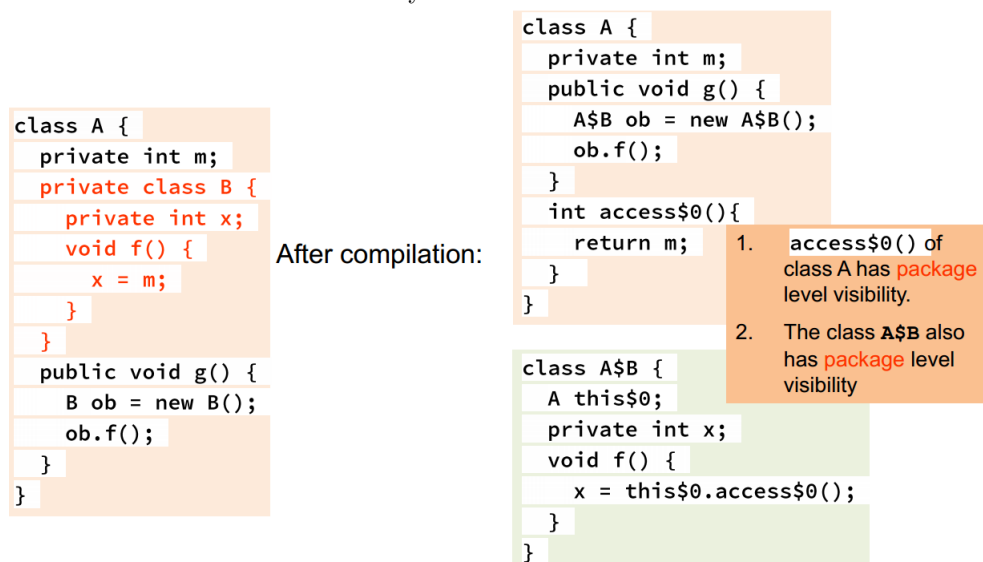 class A {
private int m;
private class B {
private int x;
void f() {
x = m;
}
}
public void g() {
B ob = new B();
ob.f();
}
}
After compilation:
class A {
private int m;
public void g() {
A$B ob = new A$B();
ob.f();
}
int access$0(){
return m;
}
}
1. access$0() of
class A has package
level visibility.
2. The class A$B also
has package level
visibility
class A$B {
A this$0;
private int x;
void f() {
x = this$0.access$0();
}
}